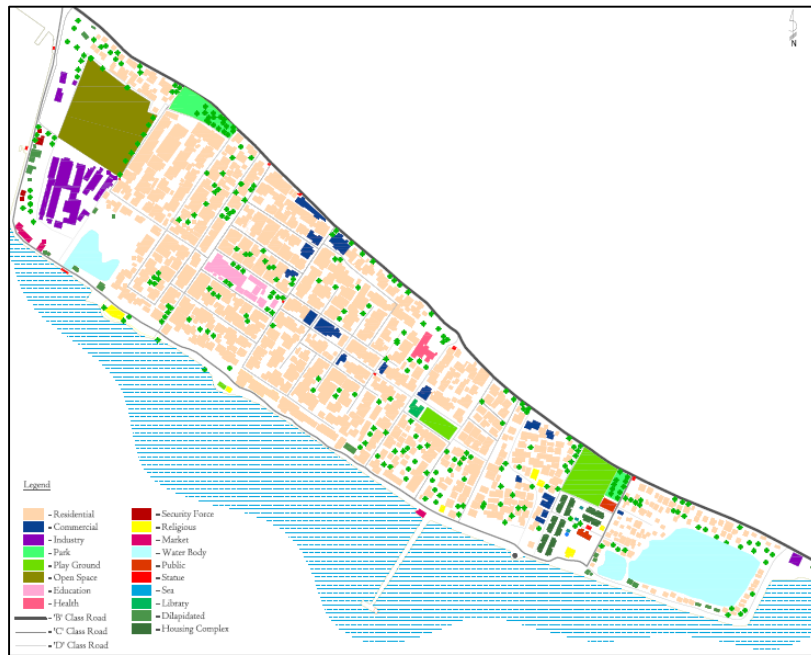 N
Legend
- Residential
- Commercial
- Industry
- Park
- Play Ground
- Open Space
- Education
- Health
- 'B' Class Road
- 'C' Class Road
- 'D' Class Road
- Security Force
- Religious
- Market
- Water Body
- Public
- Statue
- Sea
- Library
- Dilapidated
- Housing Complex